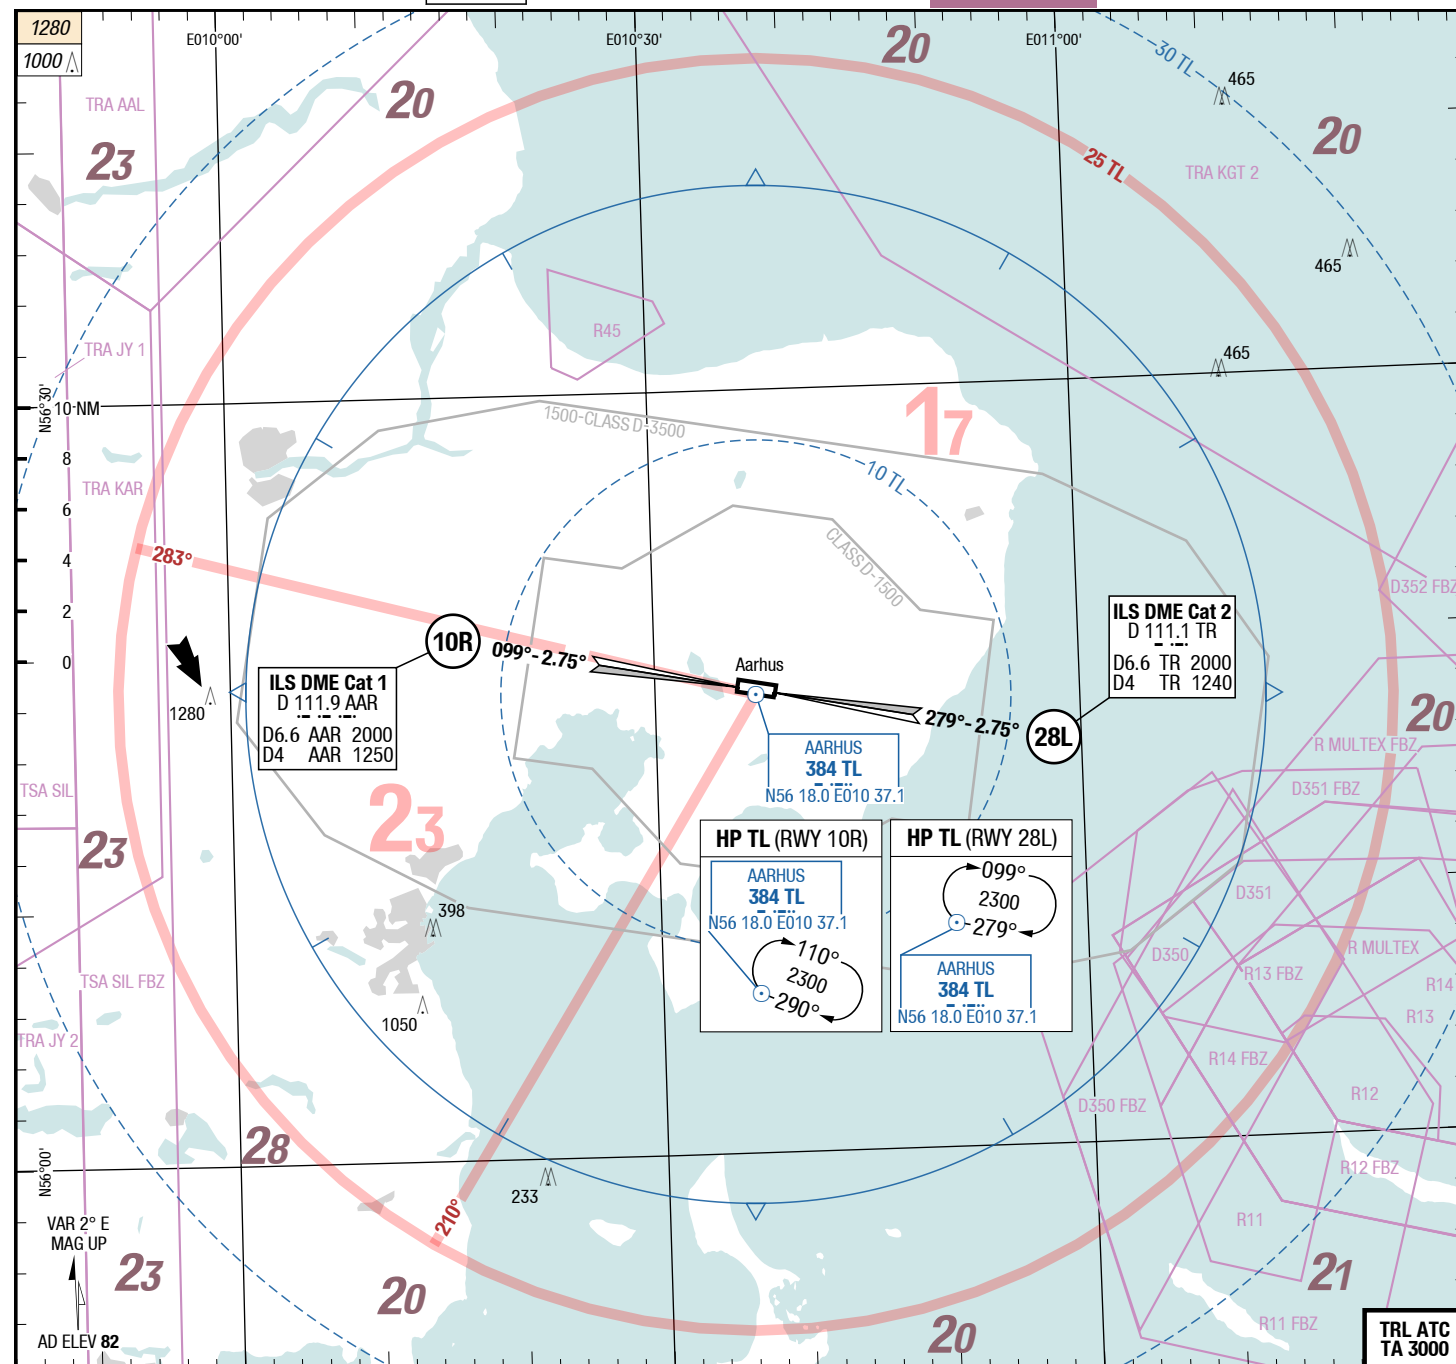 1280
1000
E010°00'
E010°30'
E011°00'
20
30 TL
465
TRA AAL
20
20
23
25 TL
TRA KGT 2
465
R45
TRA JY 1
465
N56°30'
10 NM
1500-CLASS D-3500
17
8
10 TL
TRA KAR
6
CLASS D-1500
4
283°
D352 FBZ
2
10R
099°-2.75°
ILS DME Cat 2
D 111.1 TR
D6.6 TR 2000
D4 TR 1240
0
Aarhus
ILS DME Cat 1
D 111.9 AAR
D6.6 AAR 2000
D4 AAR 1250
1280
279°-2.75°
28L
20
AARHUS
384 TL
N56 18.0 E010 37.1
R MULTEX FBZ
TSA SIL
D351 FBZ
23
23
HP TL (RWY 10R)
AARHUS
384 TL
N56 18.0 E010 37.1
110°
2300
290°
HP TL (RWY 28L)
099°
2300
279°
AARHUS
384 TL
N56 18.0 E010 37.1
D351
398
D350
R MULTEX
TSA SIL FBZ
R13 FBZ
R14
1050
R13
TRA JY 2
R14 FBZ
R12
D350 FBZ
28
N56°00'
R12 FBZ
233
210°
R11
VAR 2° E
MAG UP
23
20
21
20
R11 FBZ
AD ELEV 82
TRL ATC
TA 3000